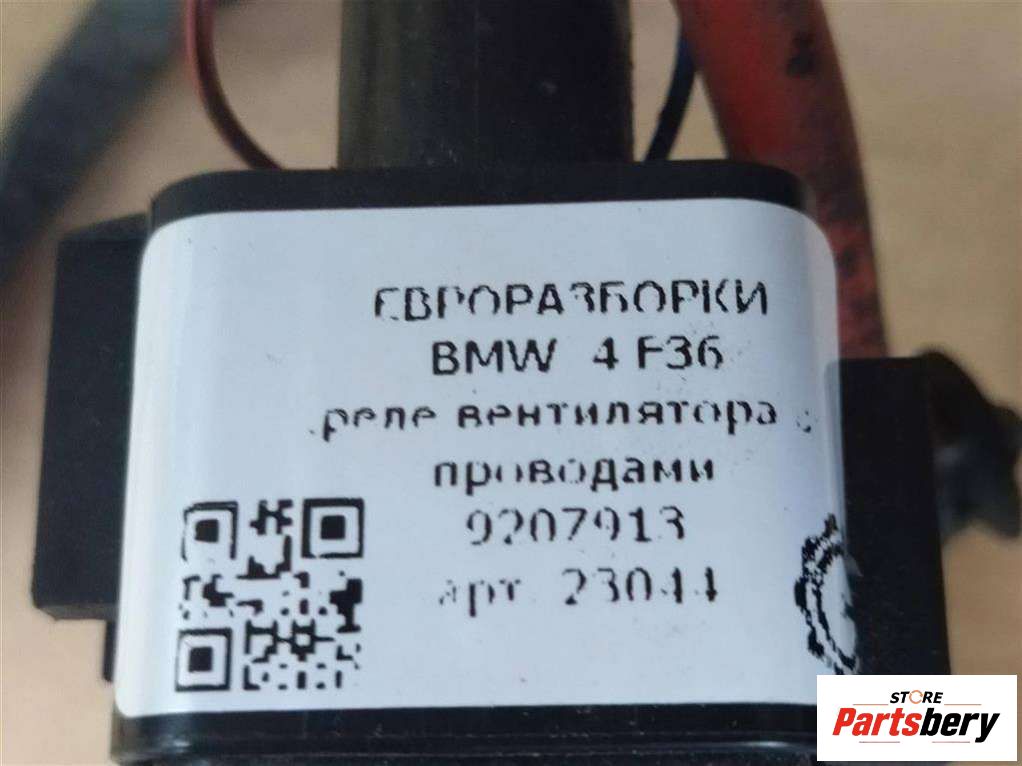 ЕВРОРАЗБОРКИ
BMW 4 F36
реле вентилятора с
проводами
9207913
арт. 23044
STORE
Partsbery